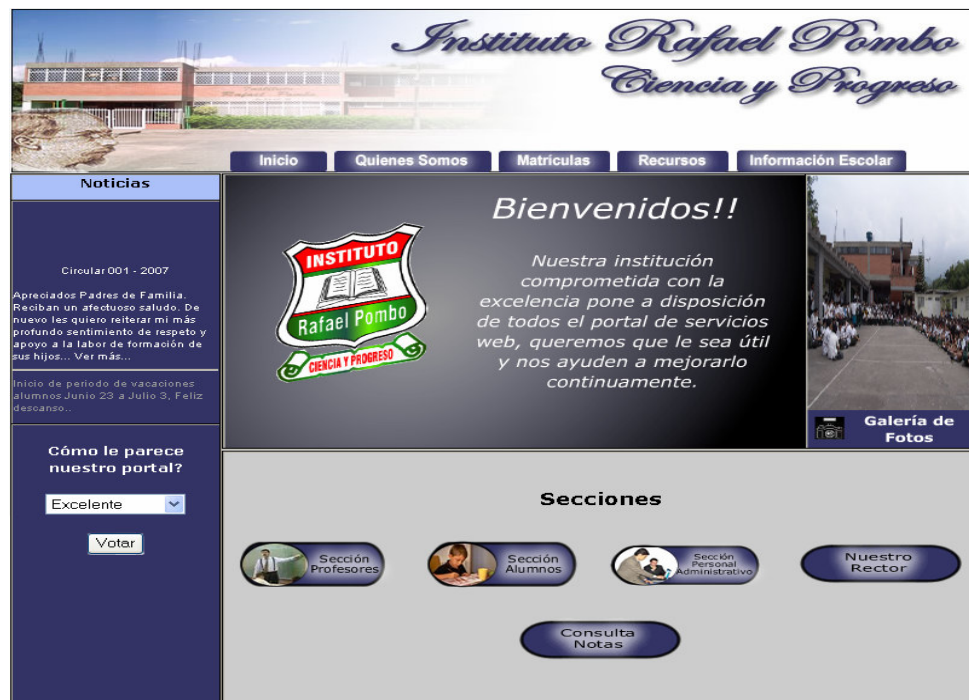 Instituto Rafael Pombo
Ciencia y Progreso
Inicio
Quienes Somos
Matrículas
Recursos
Información Escolar
Noticias
Circular 001 - 2007
Apreciados Padres de Familia.
Reciban un afectuoso saludo. De
nuevo les quiero reiterar mi más
profundo sentimiento de respeto y
apoyo a la labor de formación de
sus hijos... Ver más...
Inicio de periodo de vacaciones
alumnos Junio 23 a Julio 3, Feliz
descanso..
Cómo le parece
nuestro portal?
Excelente
Votar
INSTITUTO
Rafael Pombo
CIENCIA Y PROGRESO
Bienvenidos!!
Nuestra institución
comprometida con la
excelencia pone a disposición
de todos el portal de servicios
web, queremos que le sea útil
y nos ayuden a mejorarlo
continuamente.
Galería de
Fotos
Secciones
Sección
Profesores
Sección
Alumnos
Sección
Personal
Administrativo
Nuestro
Rector
Consulta
Notas